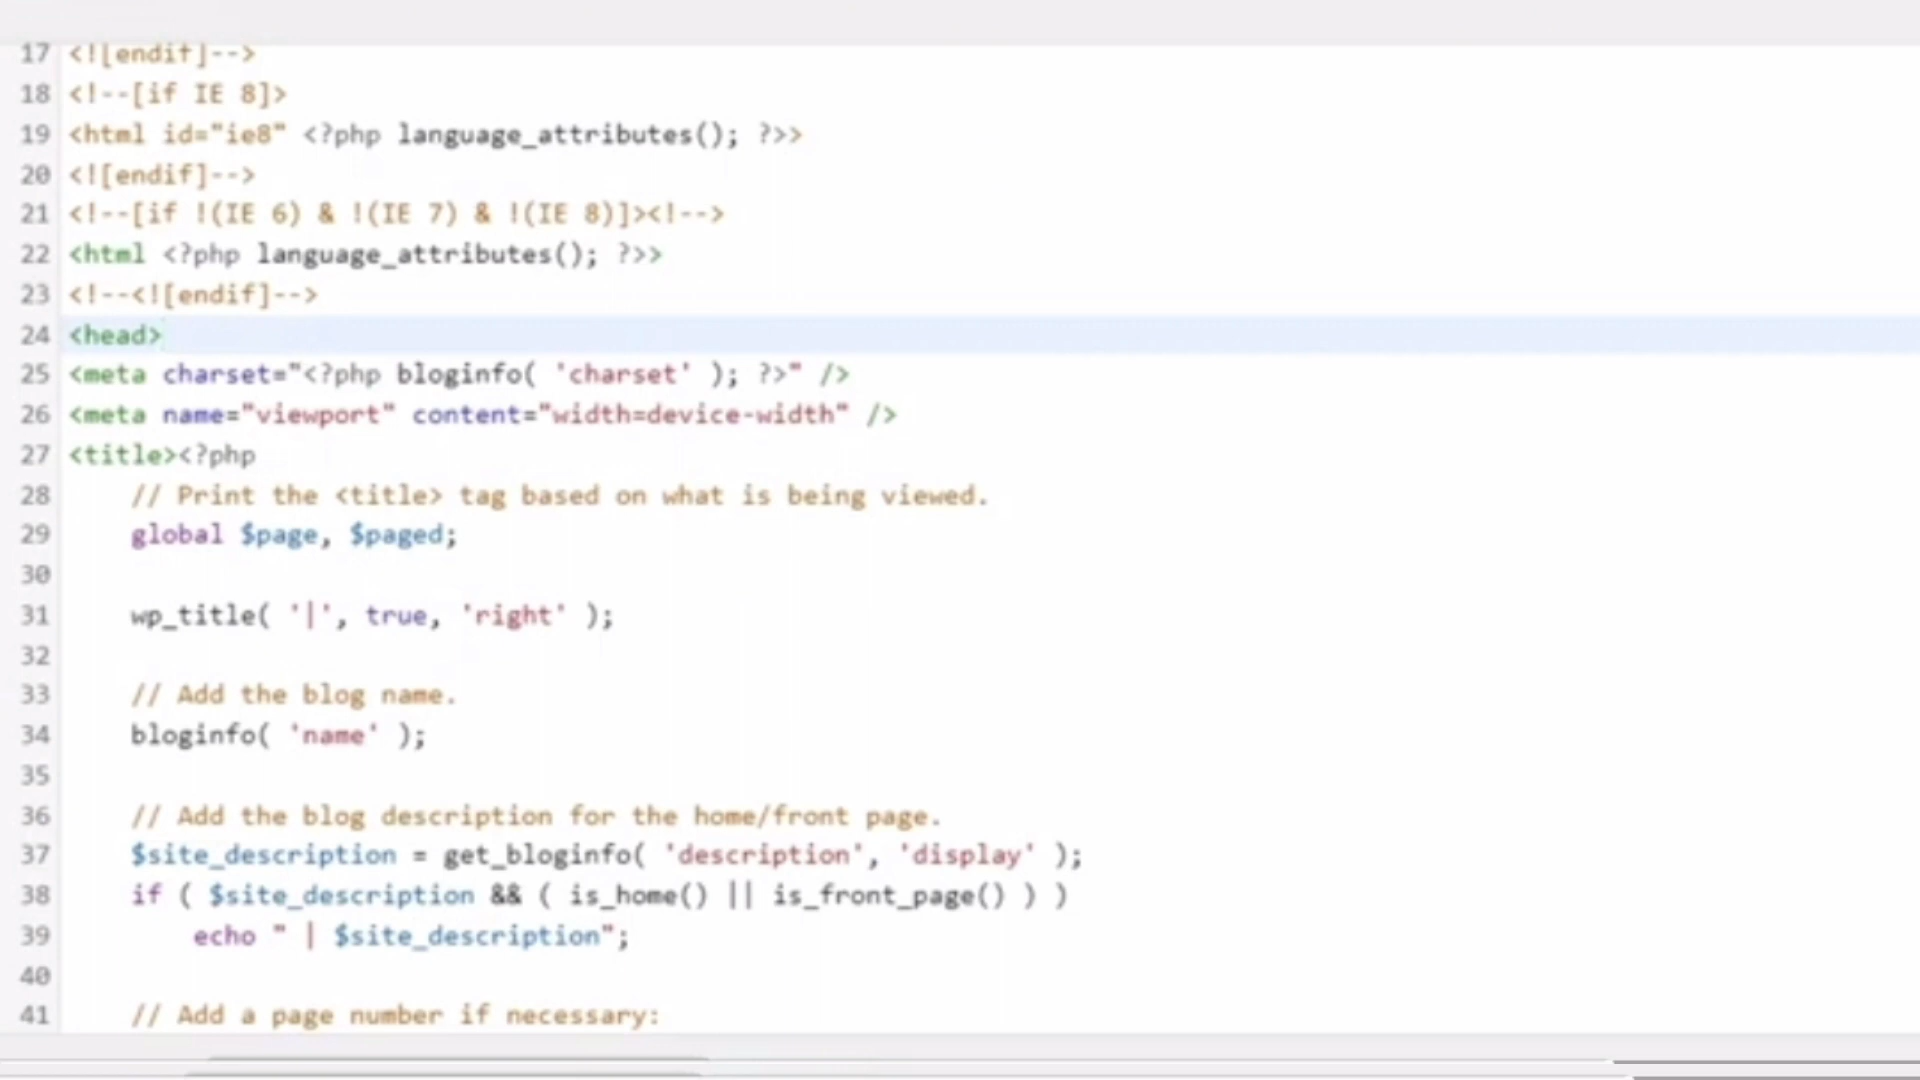 17 <![endif]-->
18 <!--[if IE 8]>
19 <html id="ie8" <?php language_attributes(); ?>>
20 <![endif]-->
21 <!--[if !(IE 6) & !(IE 7) & !(IE 8)]><!-->
22 <html <?php language_attributes(); ?>>
23 <!--<![endif]-->
24 <head>
25 <meta charset="<?php bloginfo( 'charset' ); ?>" />
26 <meta name="viewport" content="width=device-width" />
27 <title><?php
28     // Print the <title> tag based on what is being viewed.
29     global $page, $paged;
30
31     wp_title( '|', true, 'right' );
32
33     // Add the blog name.
34     bloginfo( 'name' );
35
36     // Add the blog description for the home/front page.
37     $site_description = get_bloginfo( 'description', 'display' );
38     if ( $site_description && ( is_home() || is_front_page() ) )
39         echo " | $site_description";
40
41     // Add a page number if necessary: